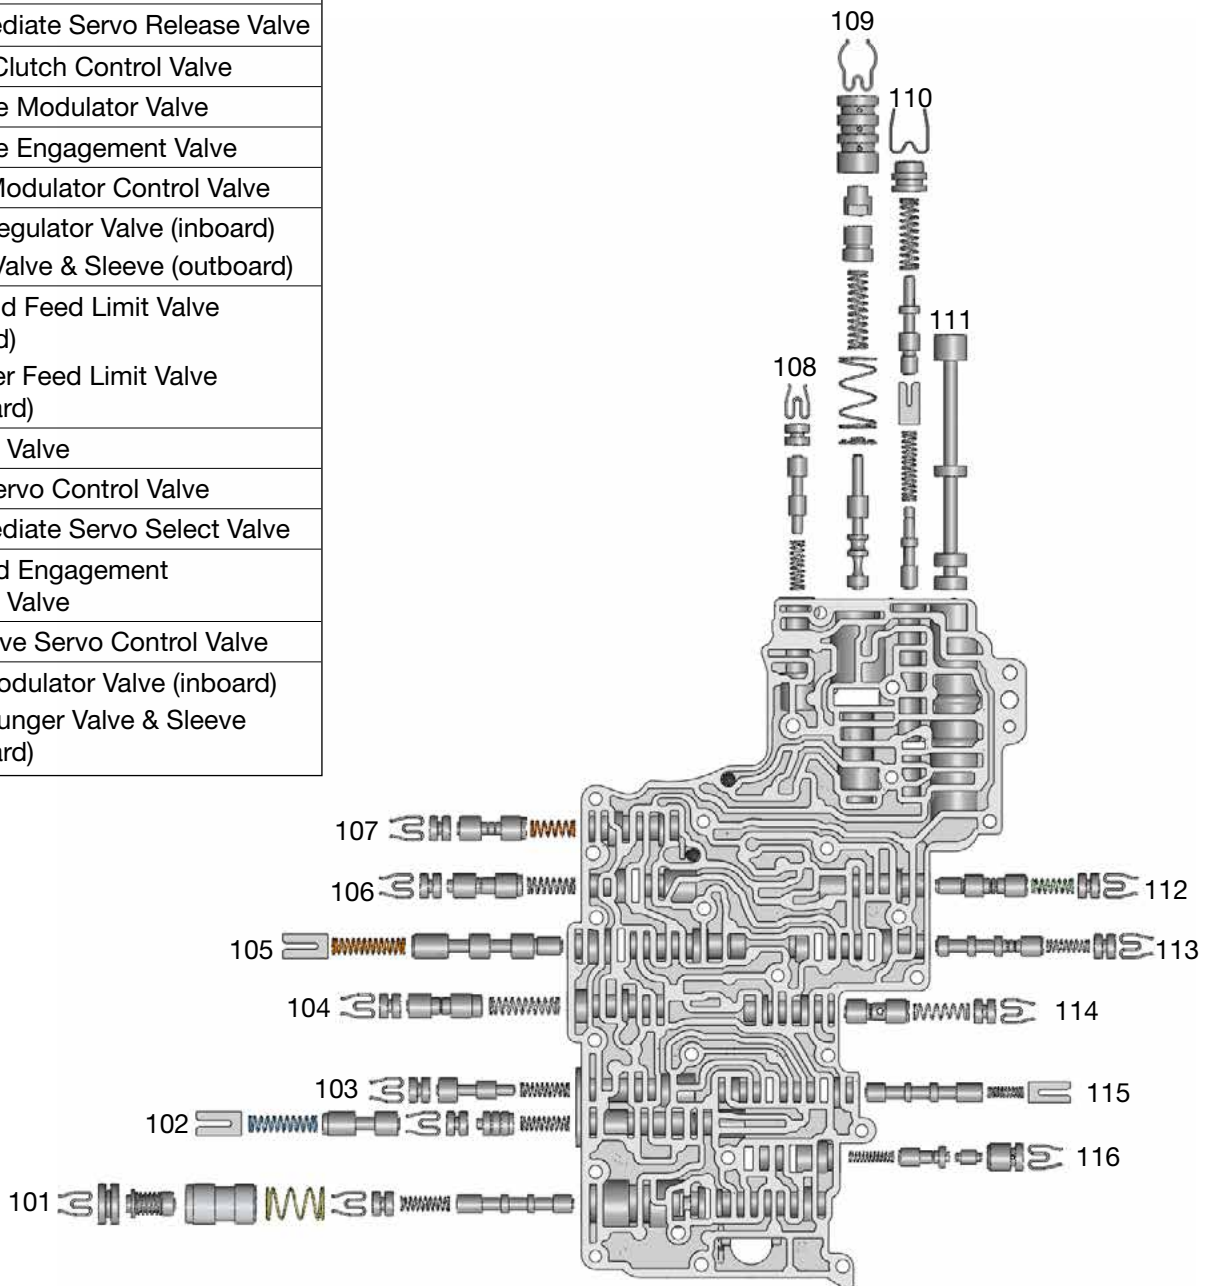 ediate Servo Release Valve
Clutch Control Valve
e Modulator Valve
e Engagement Valve
Modulator Control Valve
egulator Valve (inboard)
Valve & Sleeve (outboard)
d Feed Limit Valve
d)
er Feed Limit Valve
ard)
Valve
ervo Control Valve
ediate Servo Select Valve
d Engagement
Valve
ve Servo Control Valve
odulator Valve (inboard)
unger Valve & Sleeve
ard)
109
110
111
108
107
106
112
105
113
104
114
103
115
102
116
101